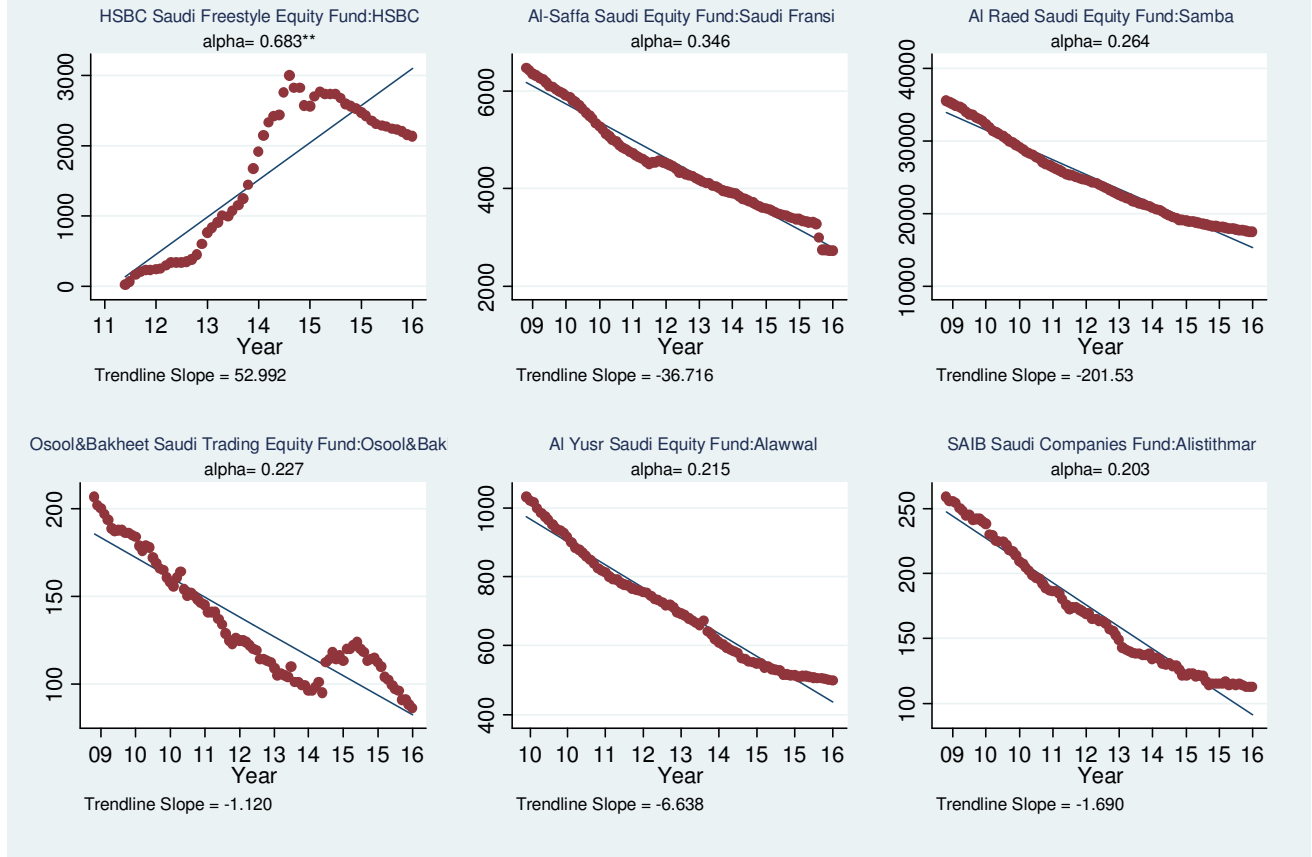 HSBC Saudi Freestyle Equity Fund:HSBC
alpha= 0.683**
3000
2000
1000
0
11 12 13 14 15 16
Year
Trendline Slope = 52.992
Al-Saffa Saudi Equity Fund:Saudi Fransi
alpha= 0.346
6000
4000
2000
09 10 10 11 12 13 14 15 15 16
Year
Trendline Slope = -36.716
Al Raed Saudi Equity Fund:Samba
alpha= 0.264
40000
30000
20000
10000
09 10 10 11 12 13 14 15 15 16
Year
Trendline Slope = -201.53
Osool&Bakheet Saudi Trading Equity Fund:Osool&Bak
alpha= 0.227
200
150
100
09 10 10 11 12 13 14 15 15 16
Year
Trendline Slope = -1.120
Al Yusr Saudi Equity Fund:Alawwal
alpha= 0.215
1000
800
600
400
10 10 11 12 13 14 15 15 16
Year
Trendline Slope = -6.638
SAIB Saudi Companies Fund:Alistithmar
alpha= 0.203
250
200
150
100
09 10 10 11 12 13 14 15 15 16
Year
Trendline Slope = -1.690